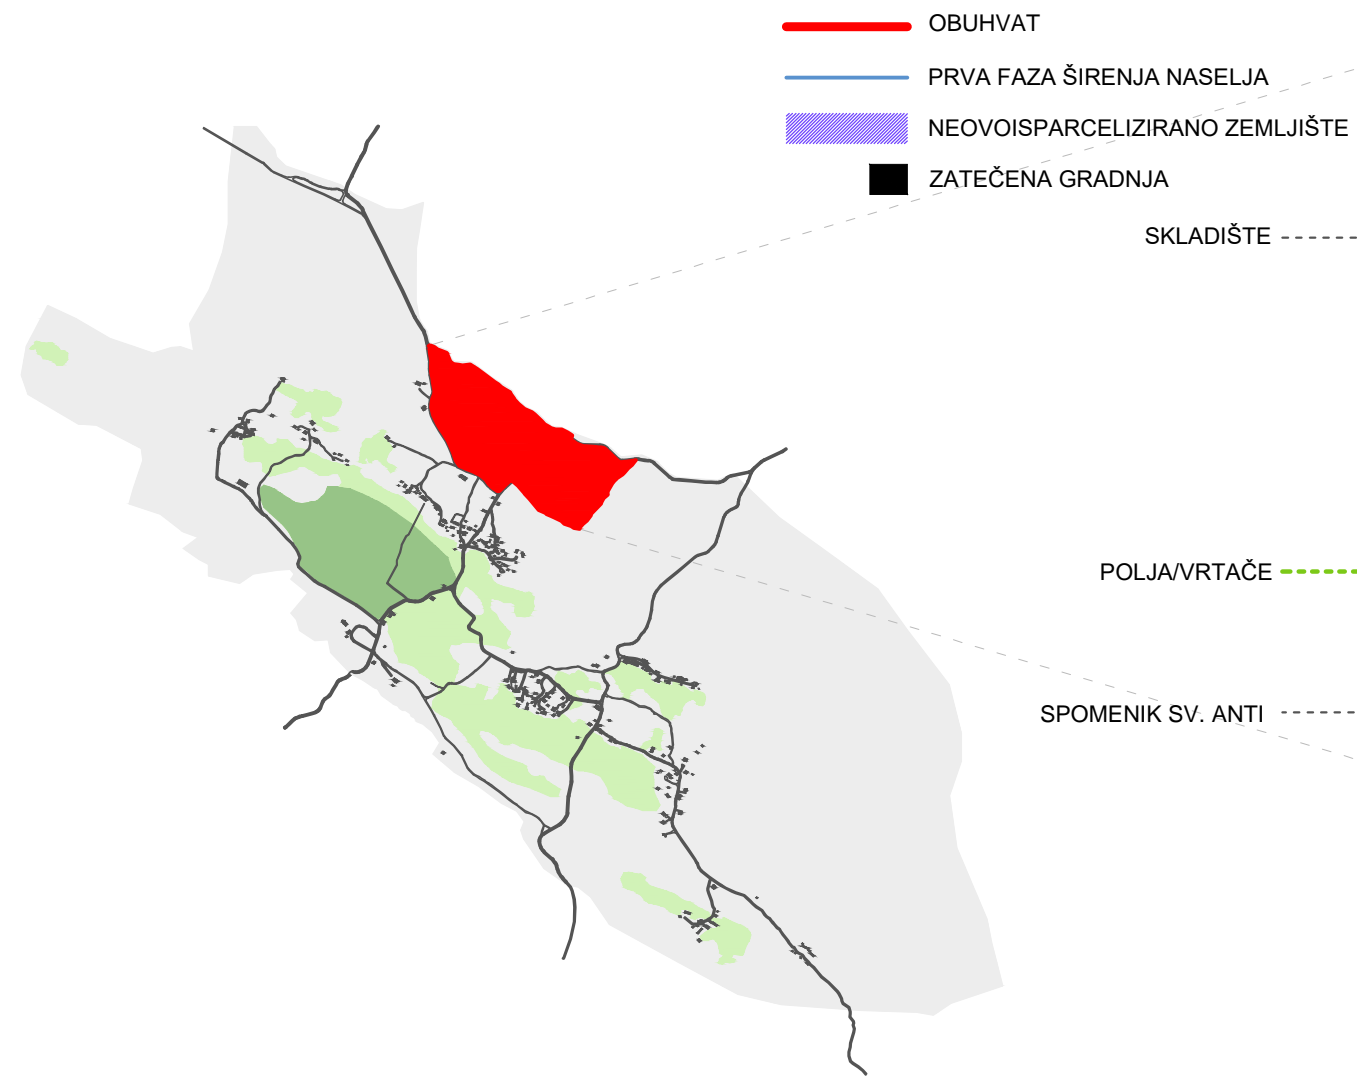 OBUHVAT
PRVA FAZA ŠIRENJA NASELJA
NEOVOISPARCELIZIRANO ZEMLJIŠTE
ZATEČENA GRADNJA
SKLADIŠTE
POLJA/VRTAČE
SPOMENIK SV. ANTI